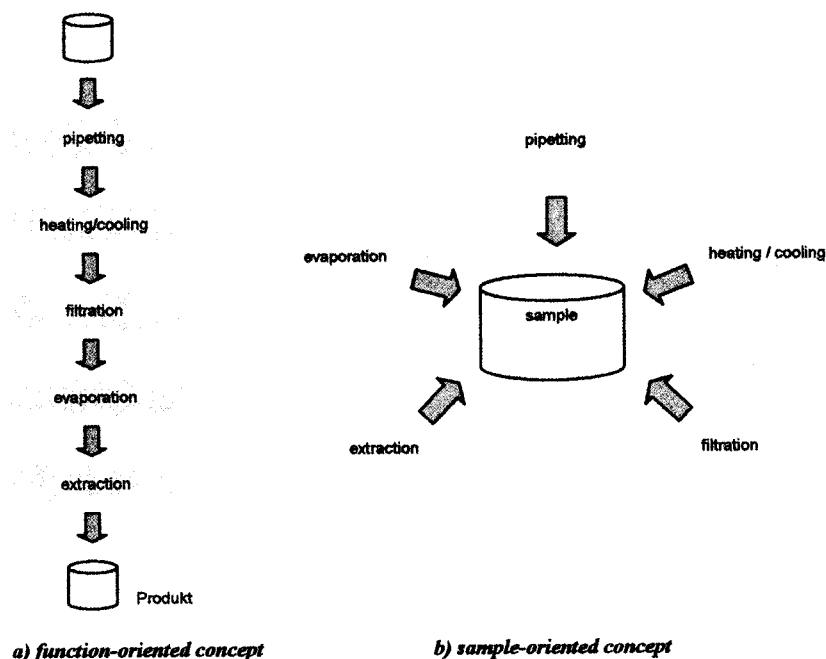 pipetting
heating/cooling
filtration
evaporation
extraction
Produkt
a) function-oriented concept
pipetting
evaporation
heating / cooling
sample
extraction
filtration
b) sample-oriented concept